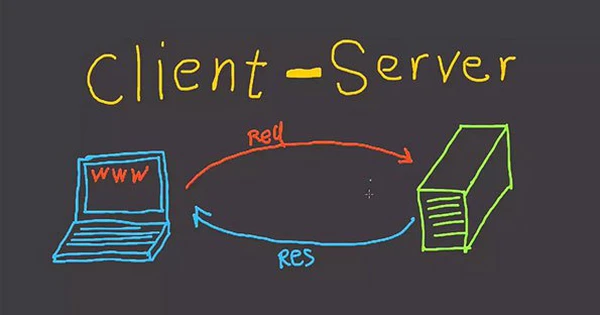 Client - Server
Req
WWW
Res